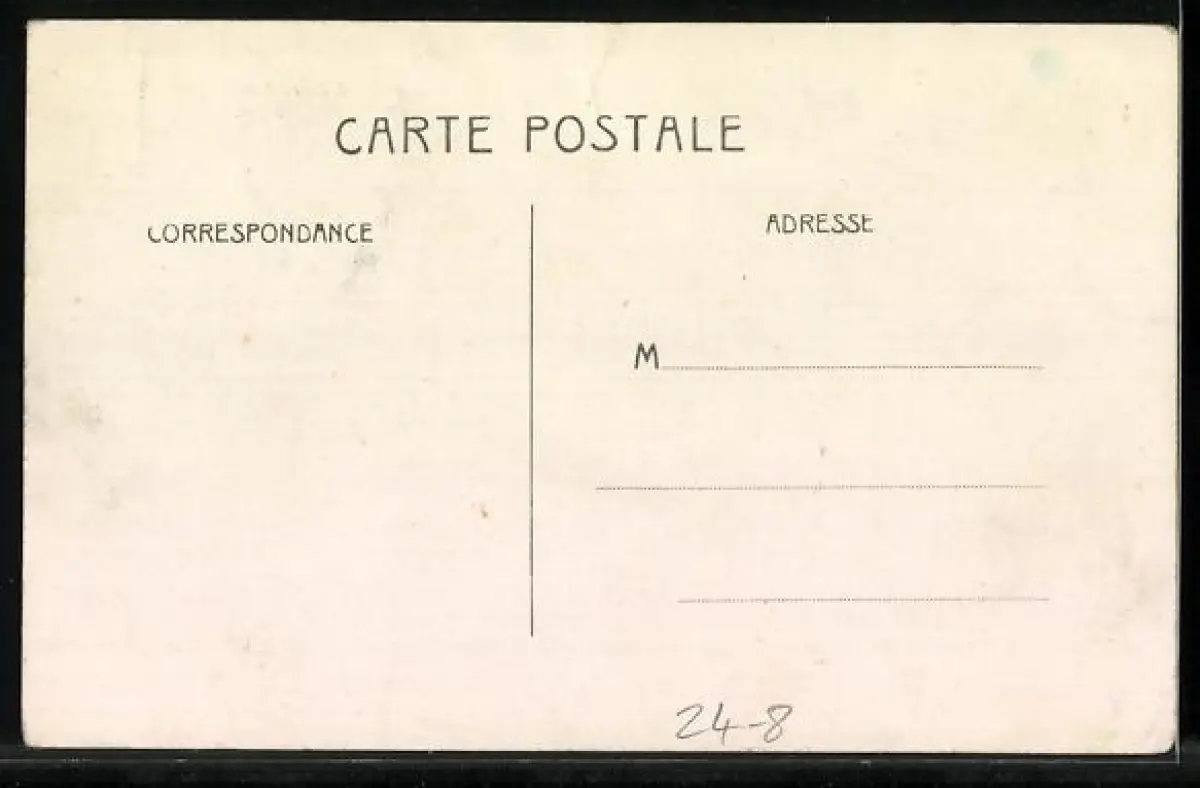 CARTE POSTALE
CORRESPONDANCE
ADRESSE
M
24-8